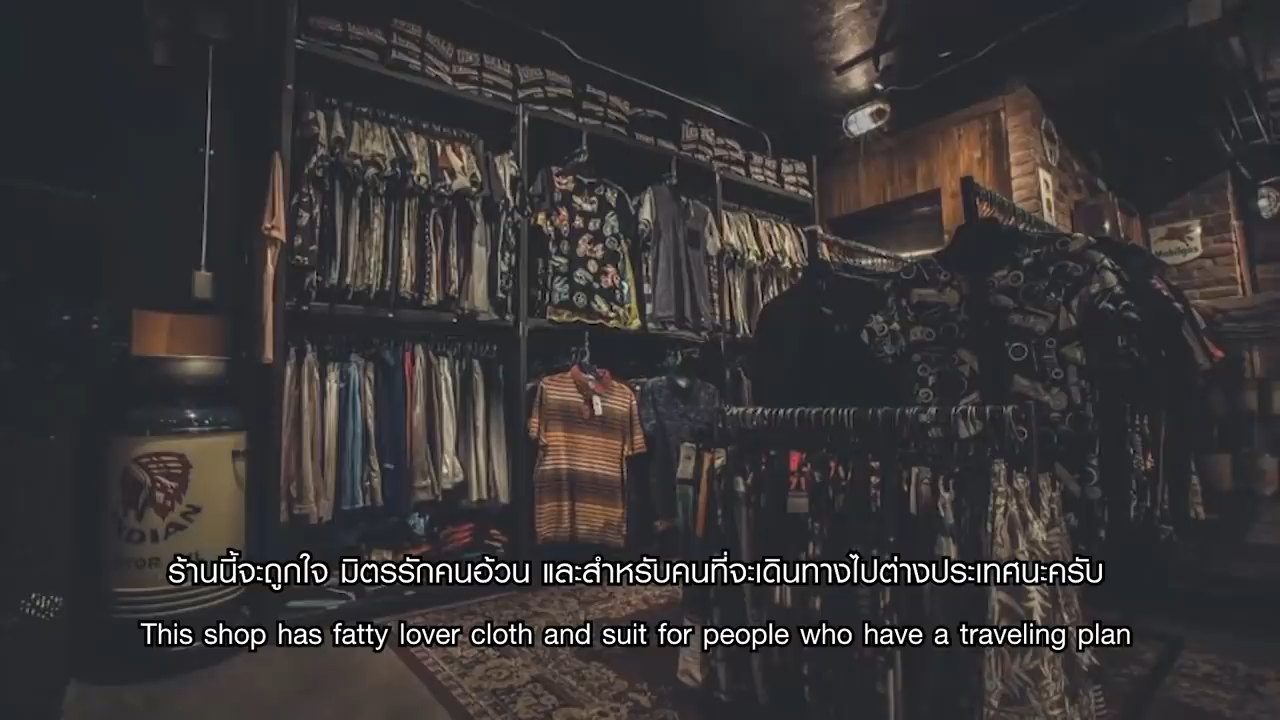 INDIAN
MOTOR OIL
ร้านนี้จะถูกใจ มิตรรักคนอ้วน และสำหรับคนที่จะเดินทางไปต่างประเทศนะครับ
This shop has fatty lover cloth and suit for people who have a traveling plan